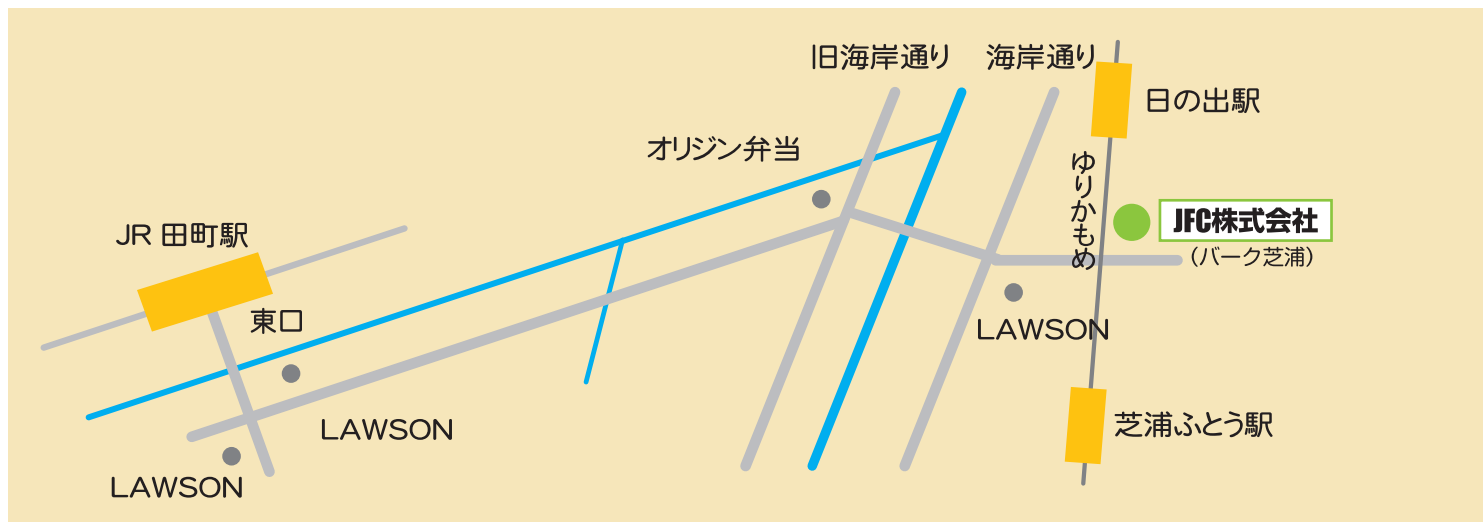 旧海岸通り
海岸通り
日の出駅
オリジン弁当
ゆりかもめ
JFC株式会社
(バーク芝浦)
JR 田町駅
東口
LAWSON
LAWSON
LAWSON
芝浦ふとう駅